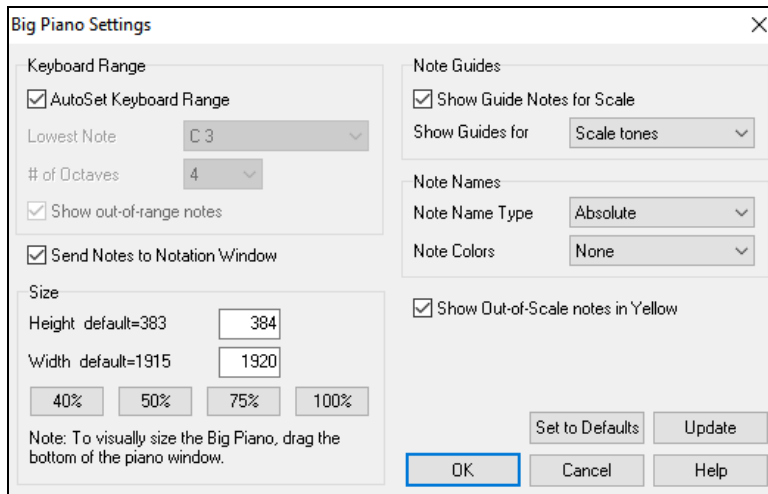 Big Piano Settings
Keyboard Range
AutoSet Keyboard Range
Lowest Note C 3
# of Octaves 4
Show out-of-range notes
Send Notes to Notation Window
Size
Height default=383 384
Width default=1915 1920
40% 50% 75% 100%
Note: To visually size the Big Piano, drag the
bottom of the piano window.
Note Guides
Show Guide Notes for Scale
Show Guides for Scale tones
Note Names
Note Name Type Absolute
Note Colors None
Show Out-of-Scale notes in Yellow
Set to Defaults Update
OK Cancel Help